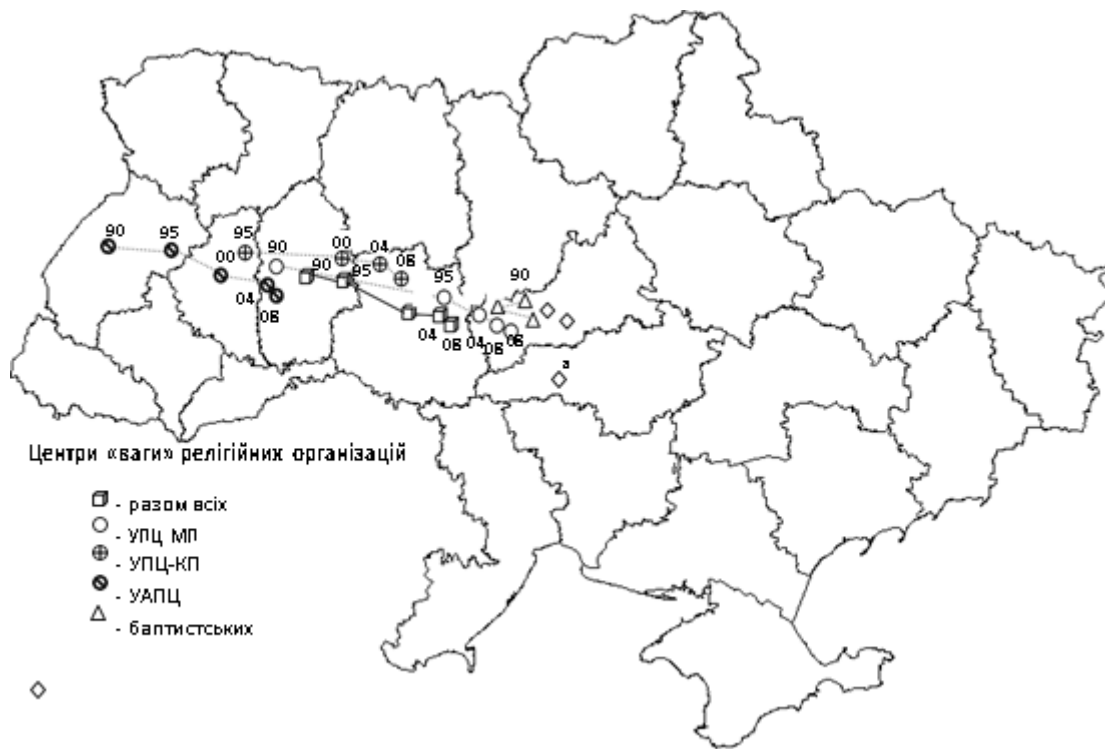 90
95
00
04
08
95
90
00
04
08
90
95
95
90
04
08
04
08
08
а
Центри «ваги» релігійних організацій
- разом всіх
- УПЦ МП
- УПЦ-КП
- УАПЦ
- баптистських